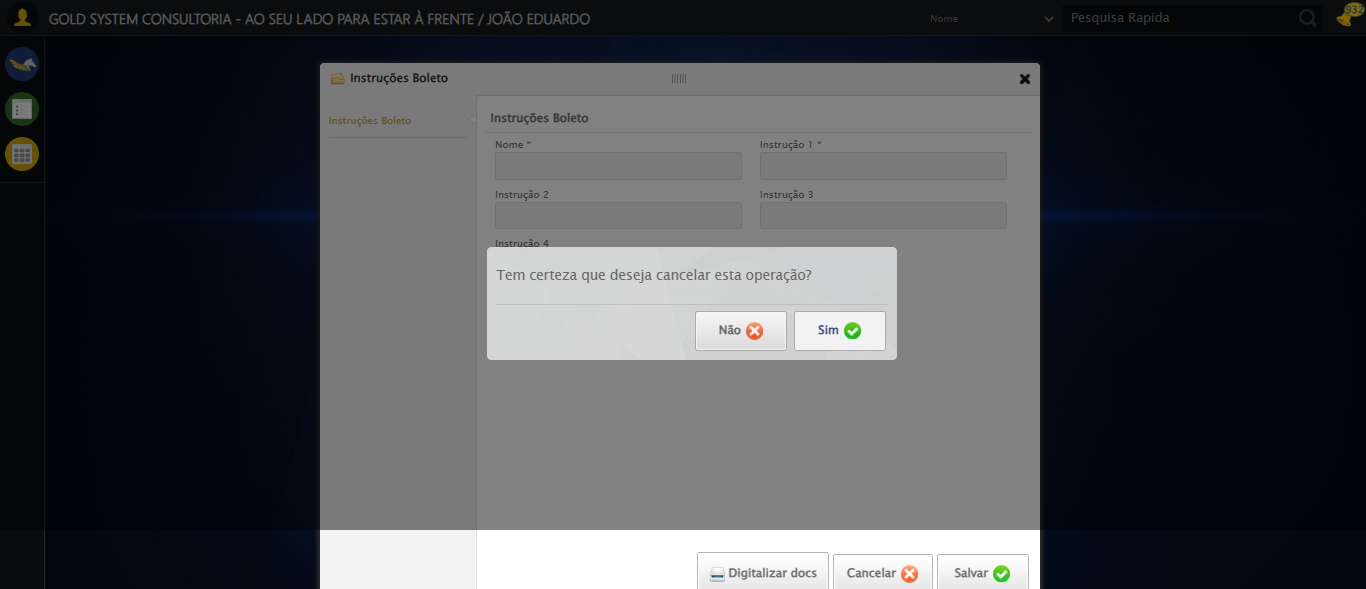 GOLD SYSTEM CONSULTORIA - AO SEU LADO PARA ESTAR À FRENTE / JOÃO EDUARDO
Nome
Pesquisa Rapida
932
Instruções Boleto
Instruções Boleto
Instruções Boleto
Nome *
Instrução 1 *
Instrução 2
Instrução 3
Instrução 4
Tem certeza que deseja cancelar esta operação?
Não
Sim
Digitalizar docs
Cancelar
Salvar